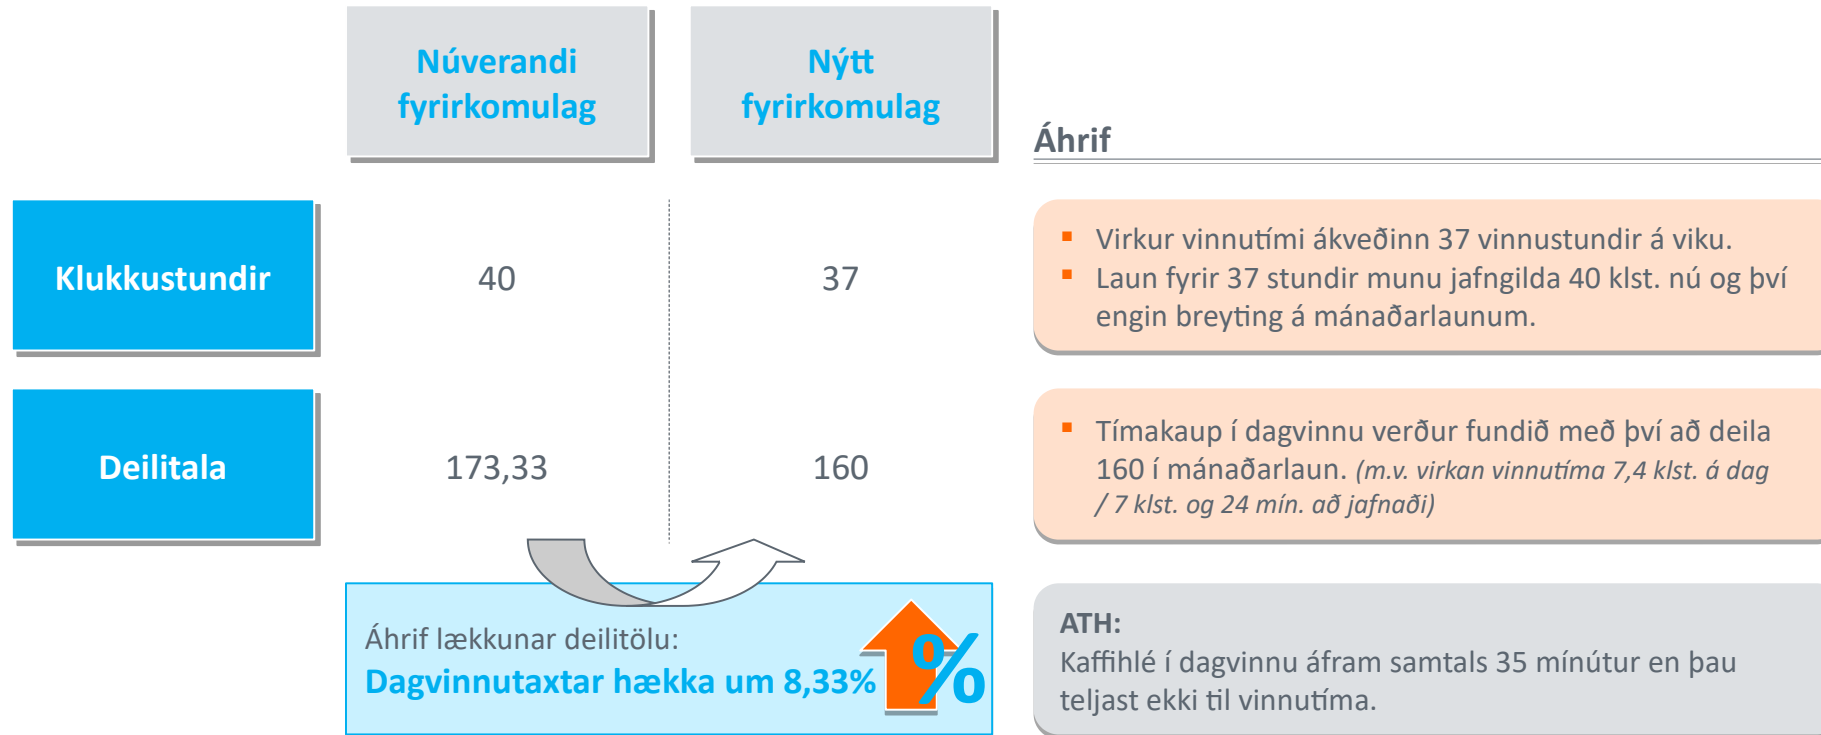 Núverandi
fyrirkomulag
Nýtt
fyrirkomulag
Áhrif
Klukkustundir
40
37
▪ Virkur vinnutími ákveðinn 37 vinnustundir á viku.
▪ Laun fyrir 37 stundir munu jafngilda 40 klst. nú og því
engin breyting á mánaðarlaunum.
Deilitala
173,33
160
▪ Tímakaup í dagvinnu verður fundið með því að deila
160 í mánaðarlaun. (m.v. virkan vinnutíma 7,4 klst. á dag
/ 7 klst. og 24 mín. að jafnaði)
Áhrif lækkunar deilitölu:
Dagvinnutaxtar hækka um 8,33%
%
ATH:
Kaffihlé í dagvinnu áfram samtals 35 mínútur en þau
teljast ekki til vinnutíma.